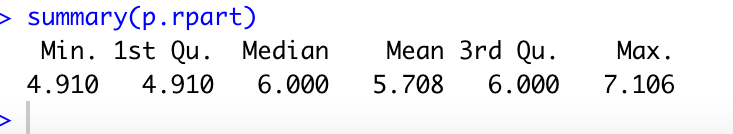 > summary(p.rpart)
Min. 1st Qu. Median Mean 3rd Qu. Max.
4.910 4.910 6.000 5.708 6.000 7.106
>